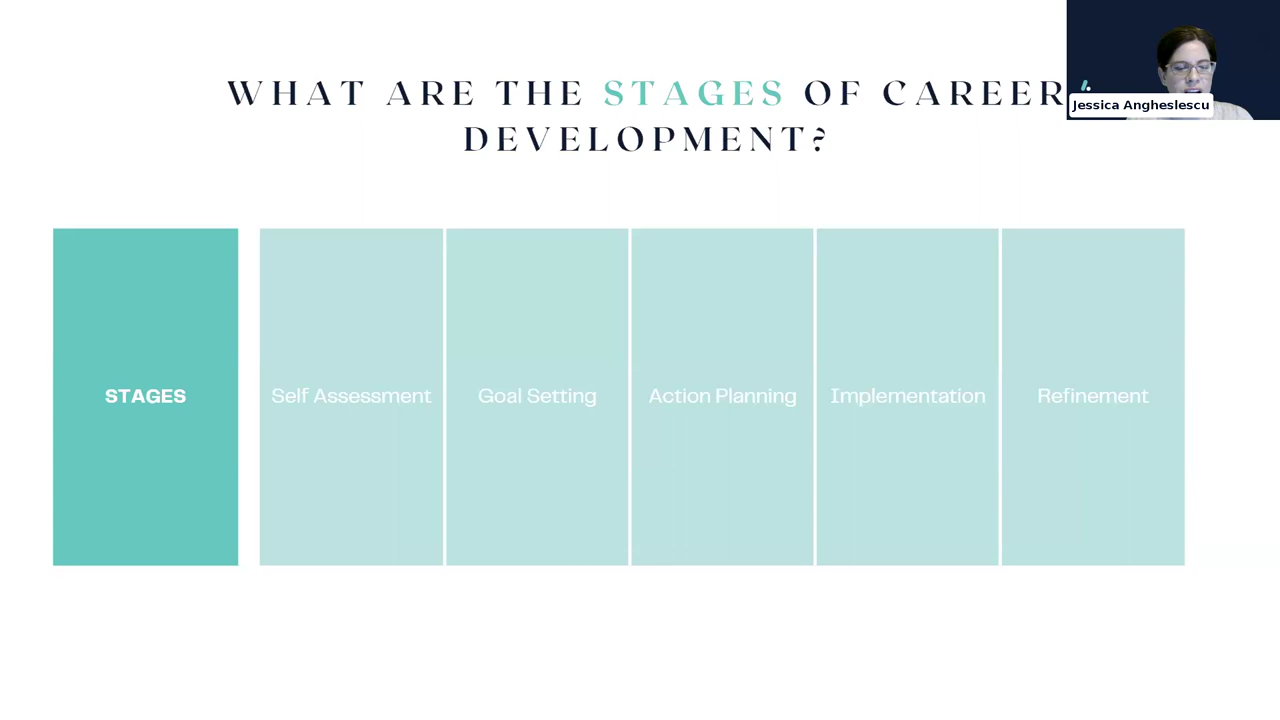 WHAT ARE THE STAGES OF CAREER
DEVELOPMENT?
Jessica Angheslescu
STAGES
Self Assessment
Goal Setting
Action Planning
Implementation
Refinement